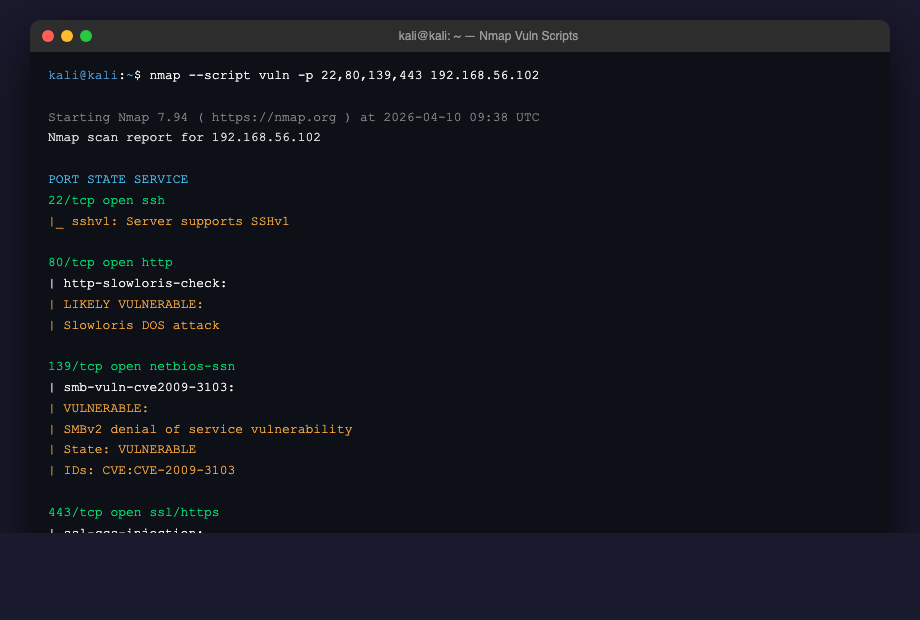 kali@kali: ~ — Nmap Vuln Scripts
kali@kali:~$ nmap --script vuln -p 22,80,139,443 192.168.56.102
Starting Nmap 7.94 ( https://nmap.org ) at 2026-04-10 09:38 UTC
Nmap scan report for 192.168.56.102
PORT STATE SERVICE
22/tcp open ssh
|_ sshv1: Server supports SSHv1
80/tcp open http
| http-slowloris-check:
| LIKELY VULNERABLE:
| Slowloris DOS attack
139/tcp open netbios-ssn
| smb-vuln-cve2009-3103:
| VULNERABLE:
| SMBv2 denial of service vulnerability
| State: VULNERABLE
| IDs: CVE:CVE-2009-3103
443/tcp open ssl/https
| ssl-ccs-injection: